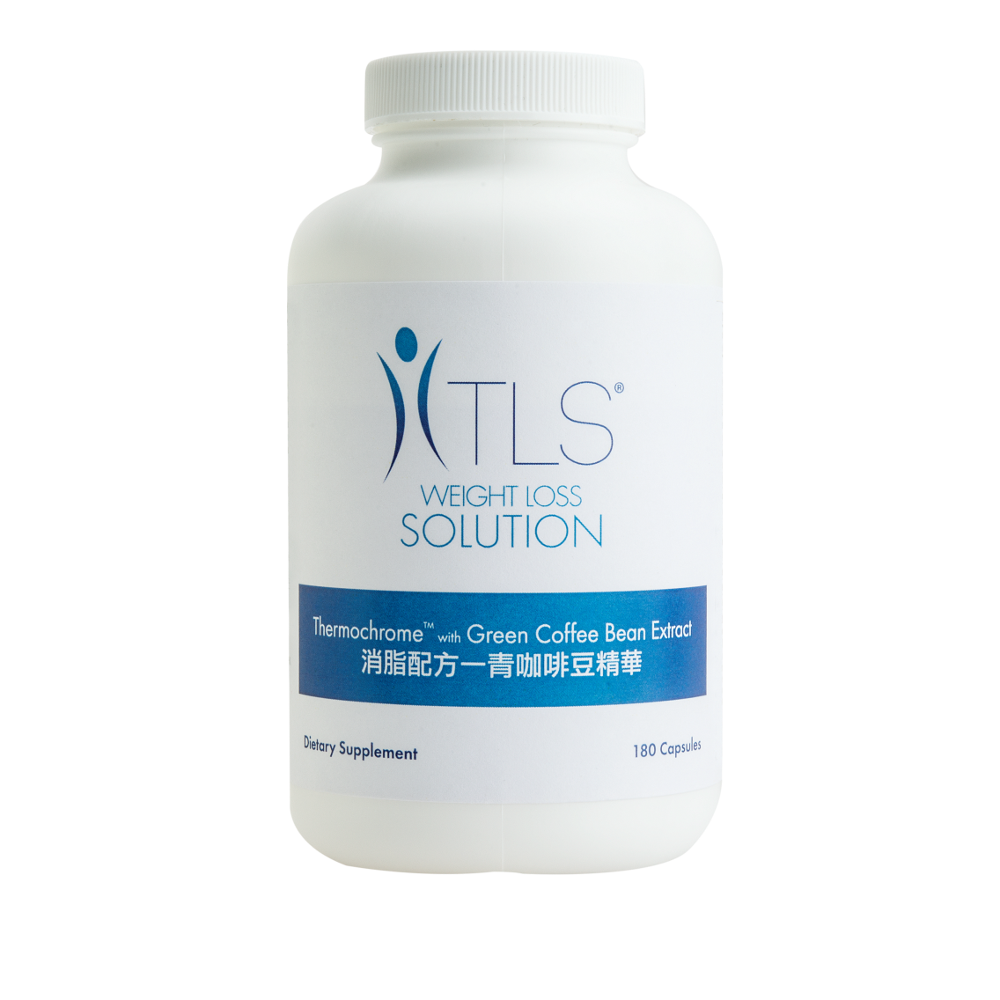 TLS®
WEIGHT LOSS
SOLUTION
Thermochrome™ with Green Coffee Bean Extract
消脂配方一青咖啡豆精華
Dietary Supplement
180 Capsules